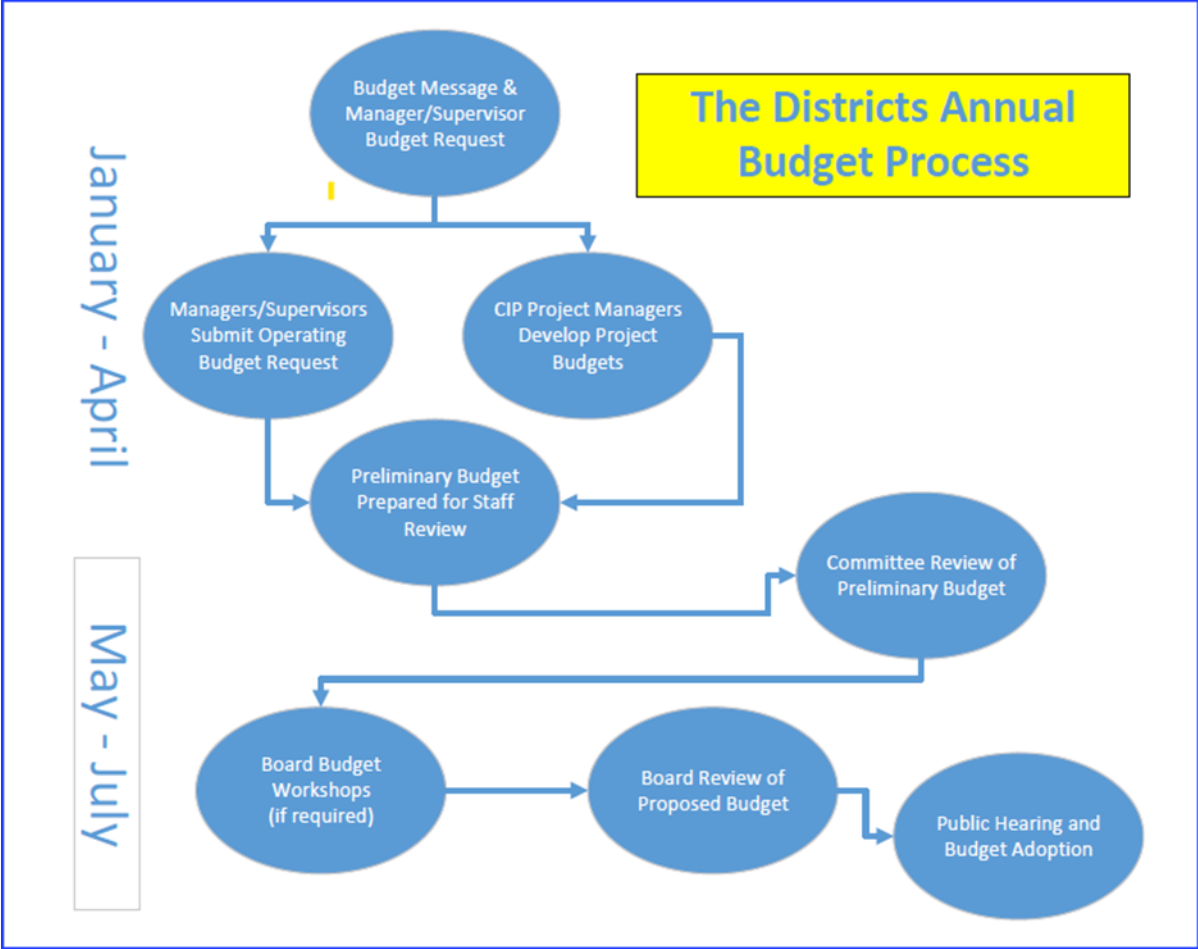 The Districts Annual
Budget Process
January - April
Budget Message &
Manager/Supervisor
Budget Request
Managers/Supervisors
Submit Operating
Budget Request
CIP Project Managers
Develop Project
Budgets
Preliminary Budget
Prepared for Staff
Review
May - July
Committee Review of
Preliminary Budget
Board Budget
Workshops
(if required)
Board Review of
Proposed Budget
Public Hearing and
Budget Adoption